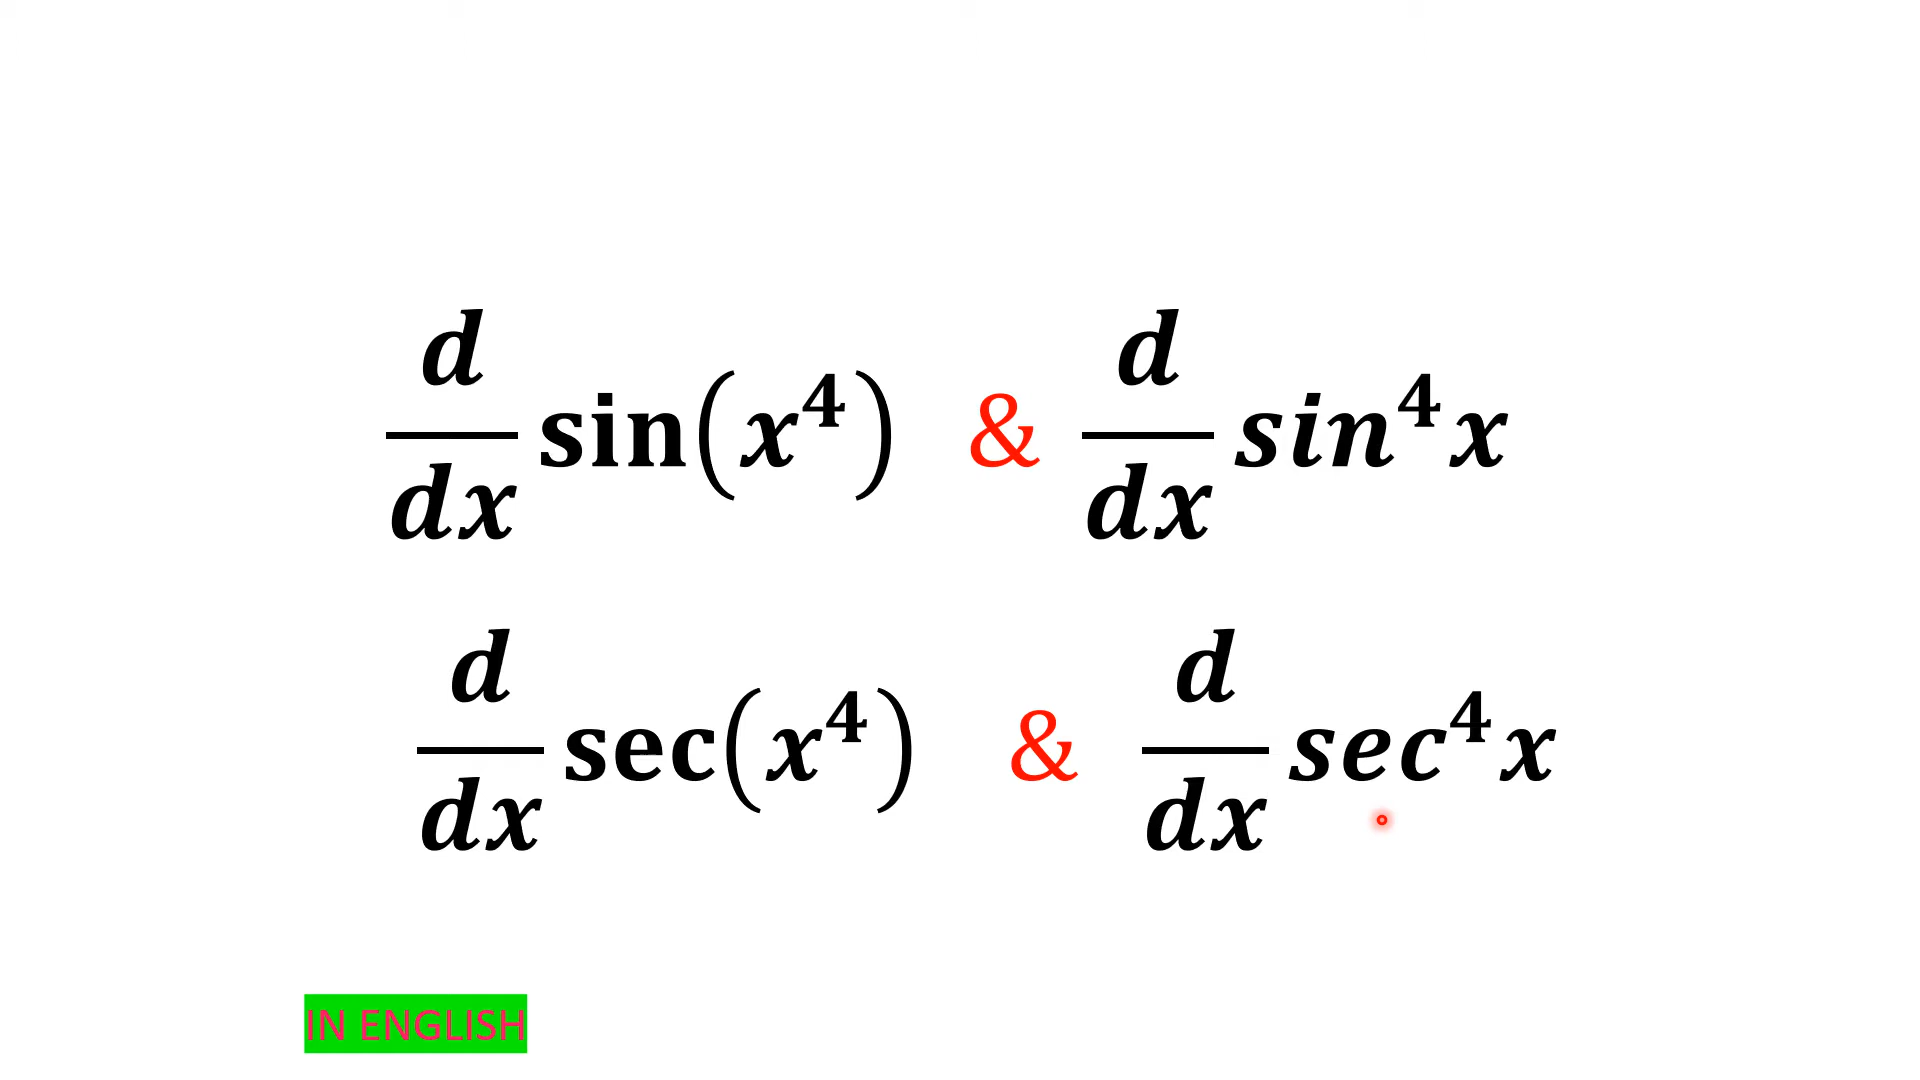 d/dx sin(x⁴) & d/dx sin⁴x
d/dx sec(x⁴) & d/dx sec⁴x
IN ENGLISH